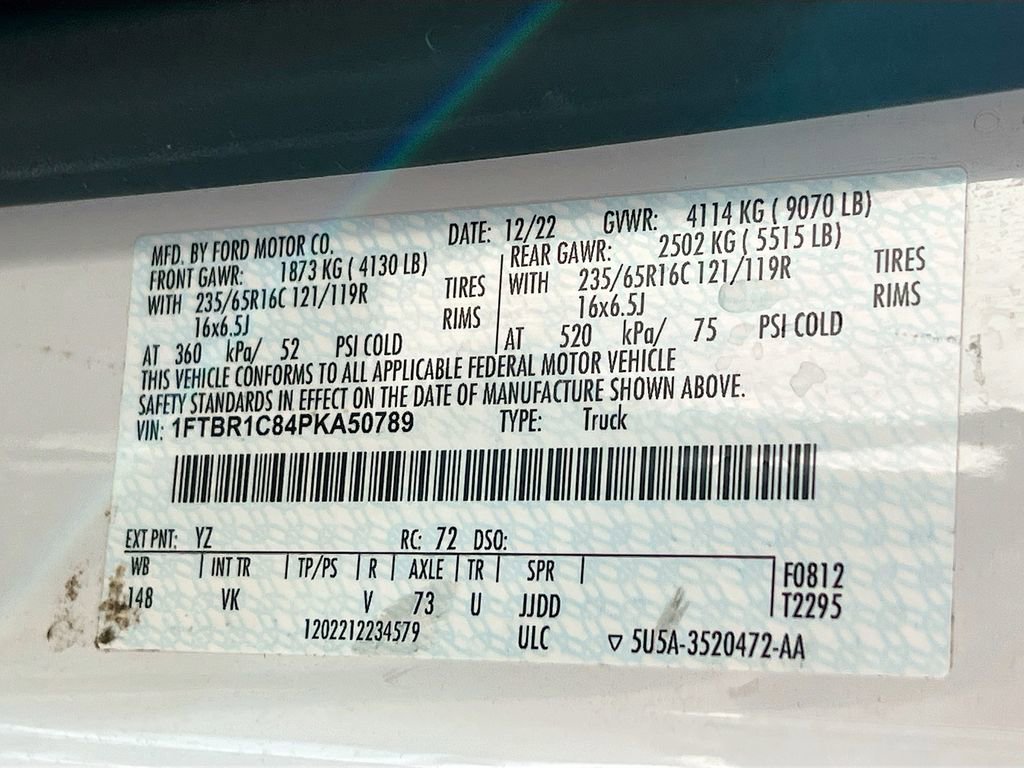 MFD. BY FORD MOTOR CO. DATE: 12/22 GVWR: 4114 KG ( 9070 LB)
FRONT GAWR: 1873 KG ( 4130 LB) REAR GAWR: 2502 KG ( 5515 LB)
WITH 235/65R16C 121/119R TIRES WITH 235/65R16C 121/119R TIRES
16x6.5J RIMS 16x6.5J RIMS
AT 360 kPa/ 52 PSI COLD AT 520 kPa/ 75 PSI COLD
THIS VEHICLE CONFORMS TO ALL APPLICABLE FEDERAL MOTOR VEHICLE
SAFETY STANDARDS IN EFFECT ON THE DATE OF MANUFACTURE SHOWN ABOVE.
VIN: 1FTBR1C84PKA50789 TYPE: Truck
EXT PNT: YZ RC: 72 DSO:
WB INT TR TP/PS R AXLE TR SPR F0812
148 VK V 73 U JJDD T2295
1202212234579 ULC ▽ 5U5A-3520472-AA